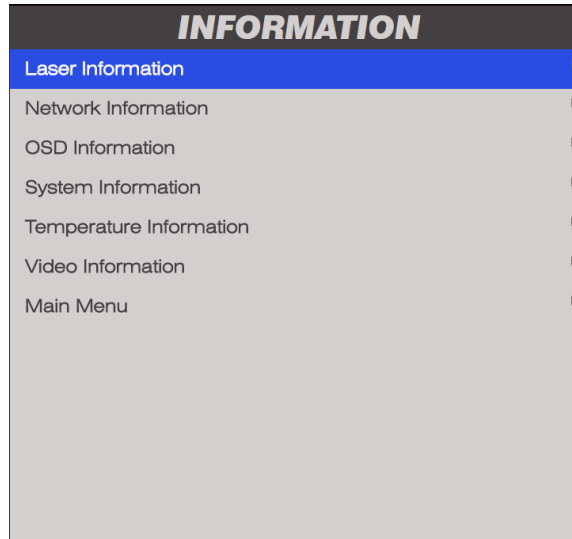 INFORMATION
Laser Information
Network Information
OSD Information
System Information
Temperature Information
Video Information
Main Menu